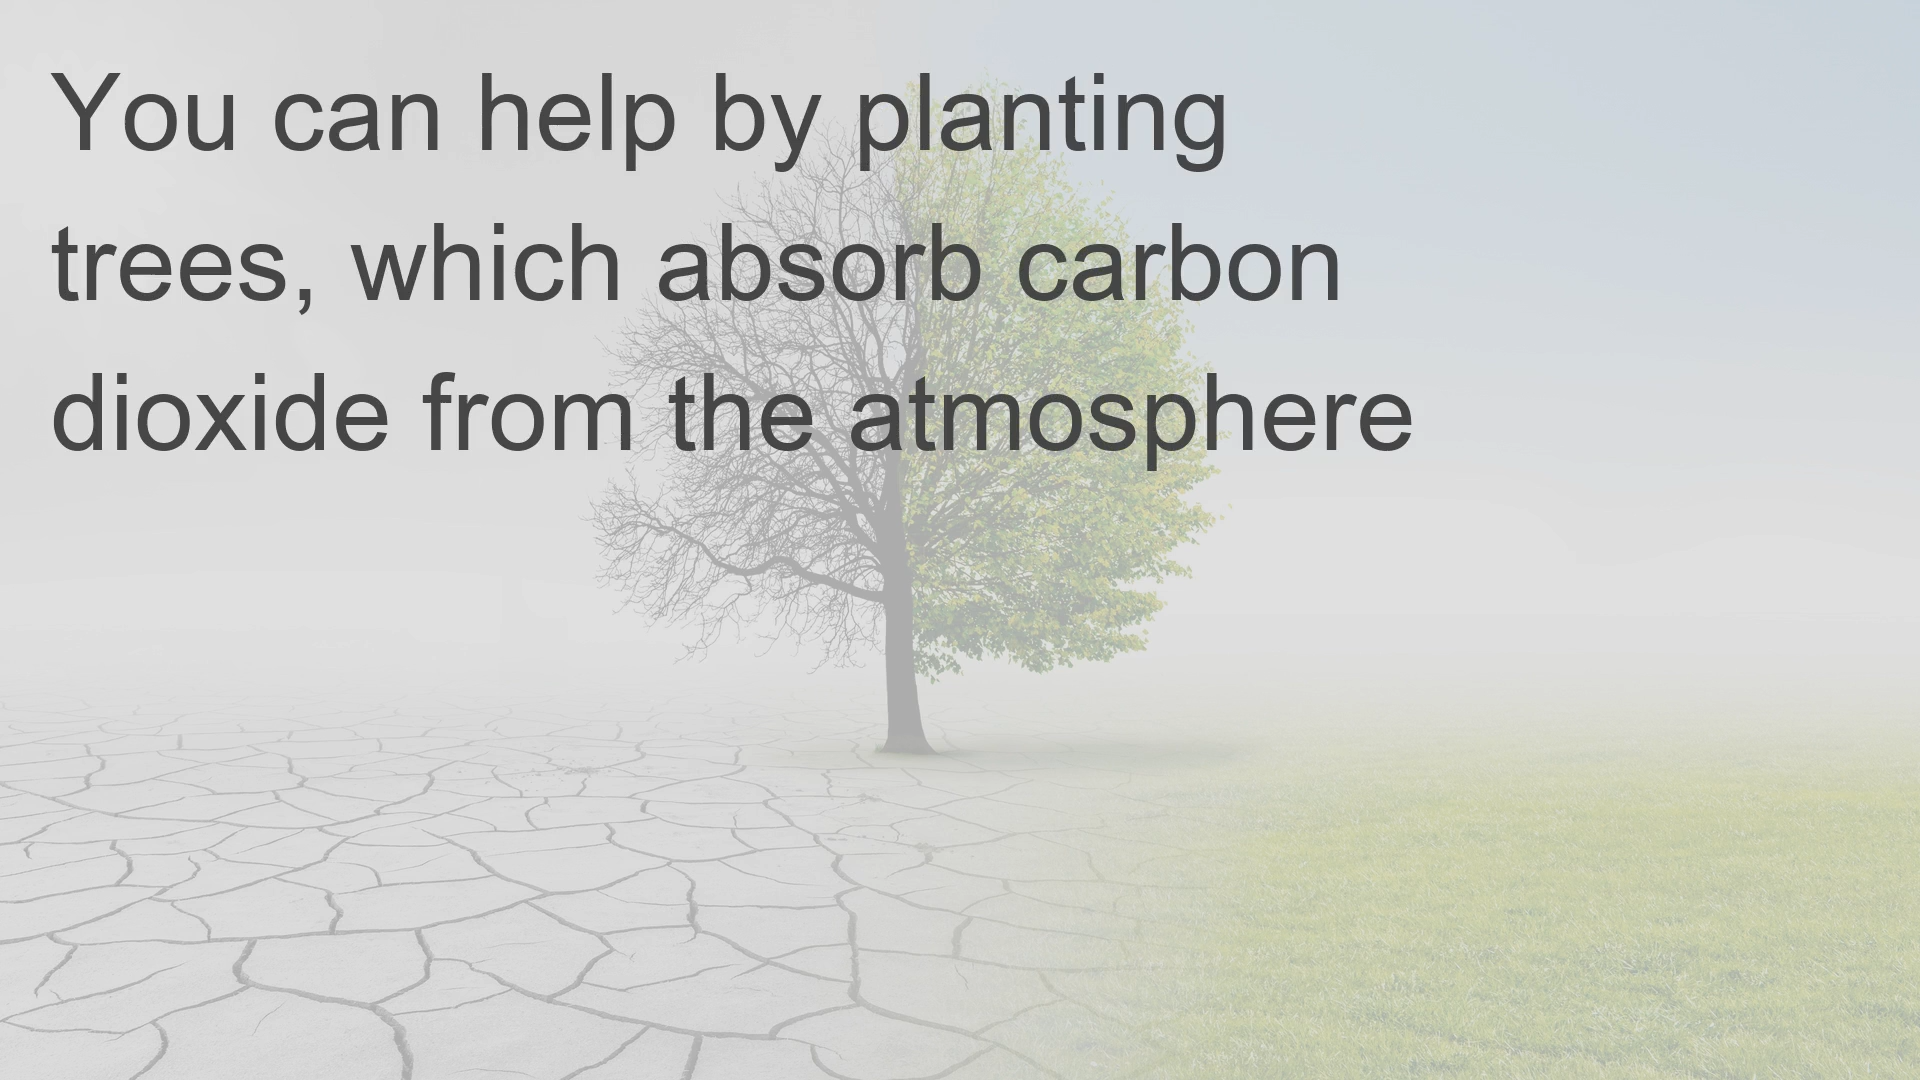 You can help by planting
trees, which absorb carbon
dioxide from the atmosphere